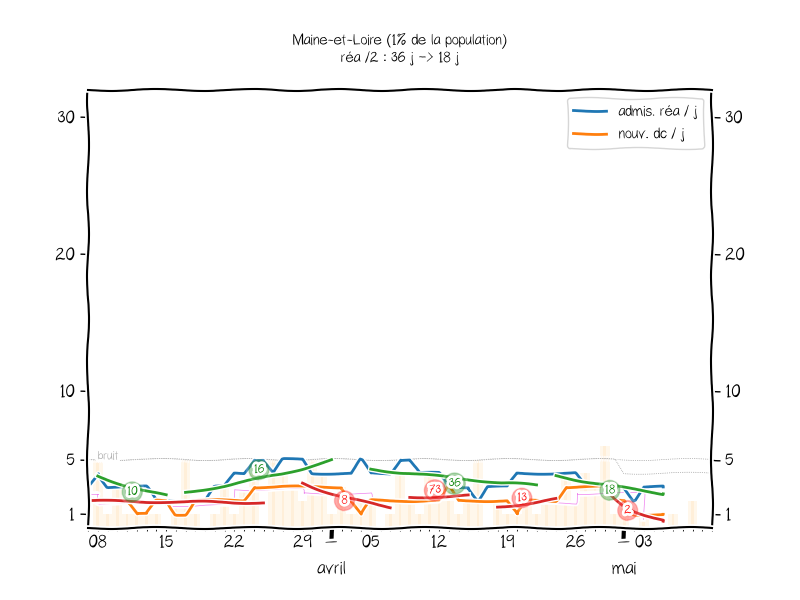 Maine-et-Loire (1% de la population)
réa /2 : 36 j -> 18 j
admis. réa / j
nouv. dc / j
30 30
20 20
10 10
bruit
5 5
1 1
10 16 8 73 36 13 18 2
08 15 22 29 05 12 19 26 03
avril mai